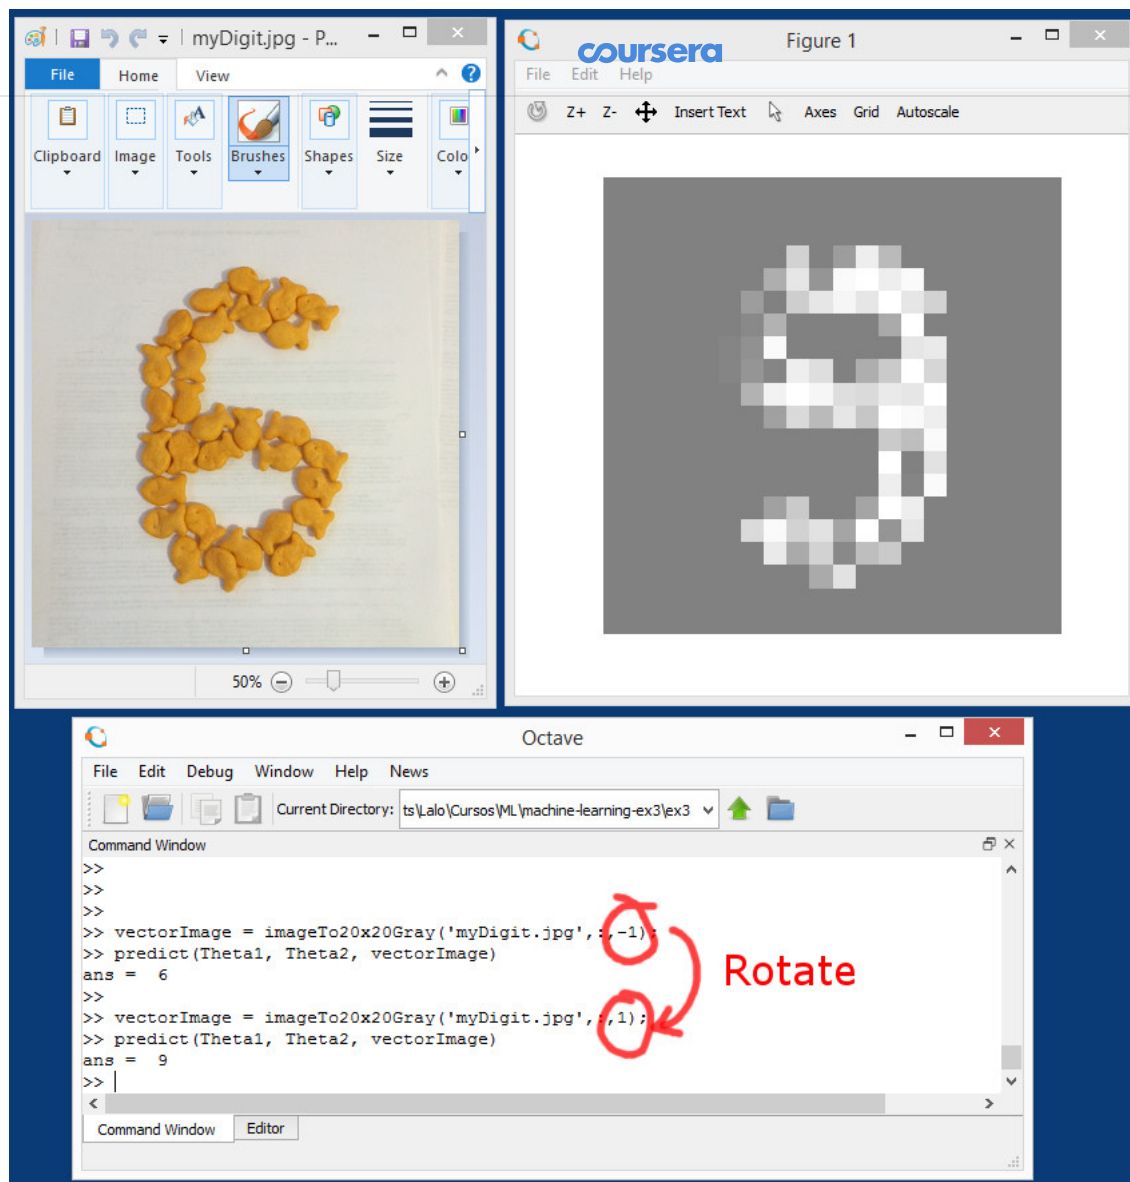 myDigit.jpg - P...
File Home View
Clipboard Image Tools Brushes Shapes Size Colo
50%
coursera
Figure 1
File Edit Help
Z+ Z- Insert Text Axes Grid Autoscale
Octave
File Edit Debug Window Help News
Current Directory: ts\Lalo\Cursos\ML\machine-learning-ex3\ex3
Command Window
>>
>>
>>
>> vectorImage = imageTo20x20Gray('myDigit.jpg',:,-1);
>> predict(Theta1, Theta2, vectorImage)
ans =  6
>>
>> vectorImage = imageTo20x20Gray('myDigit.jpg',:,1);
>> predict(Theta1, Theta2, vectorImage)
ans =  9
>>
Rotate
Command Window Editor